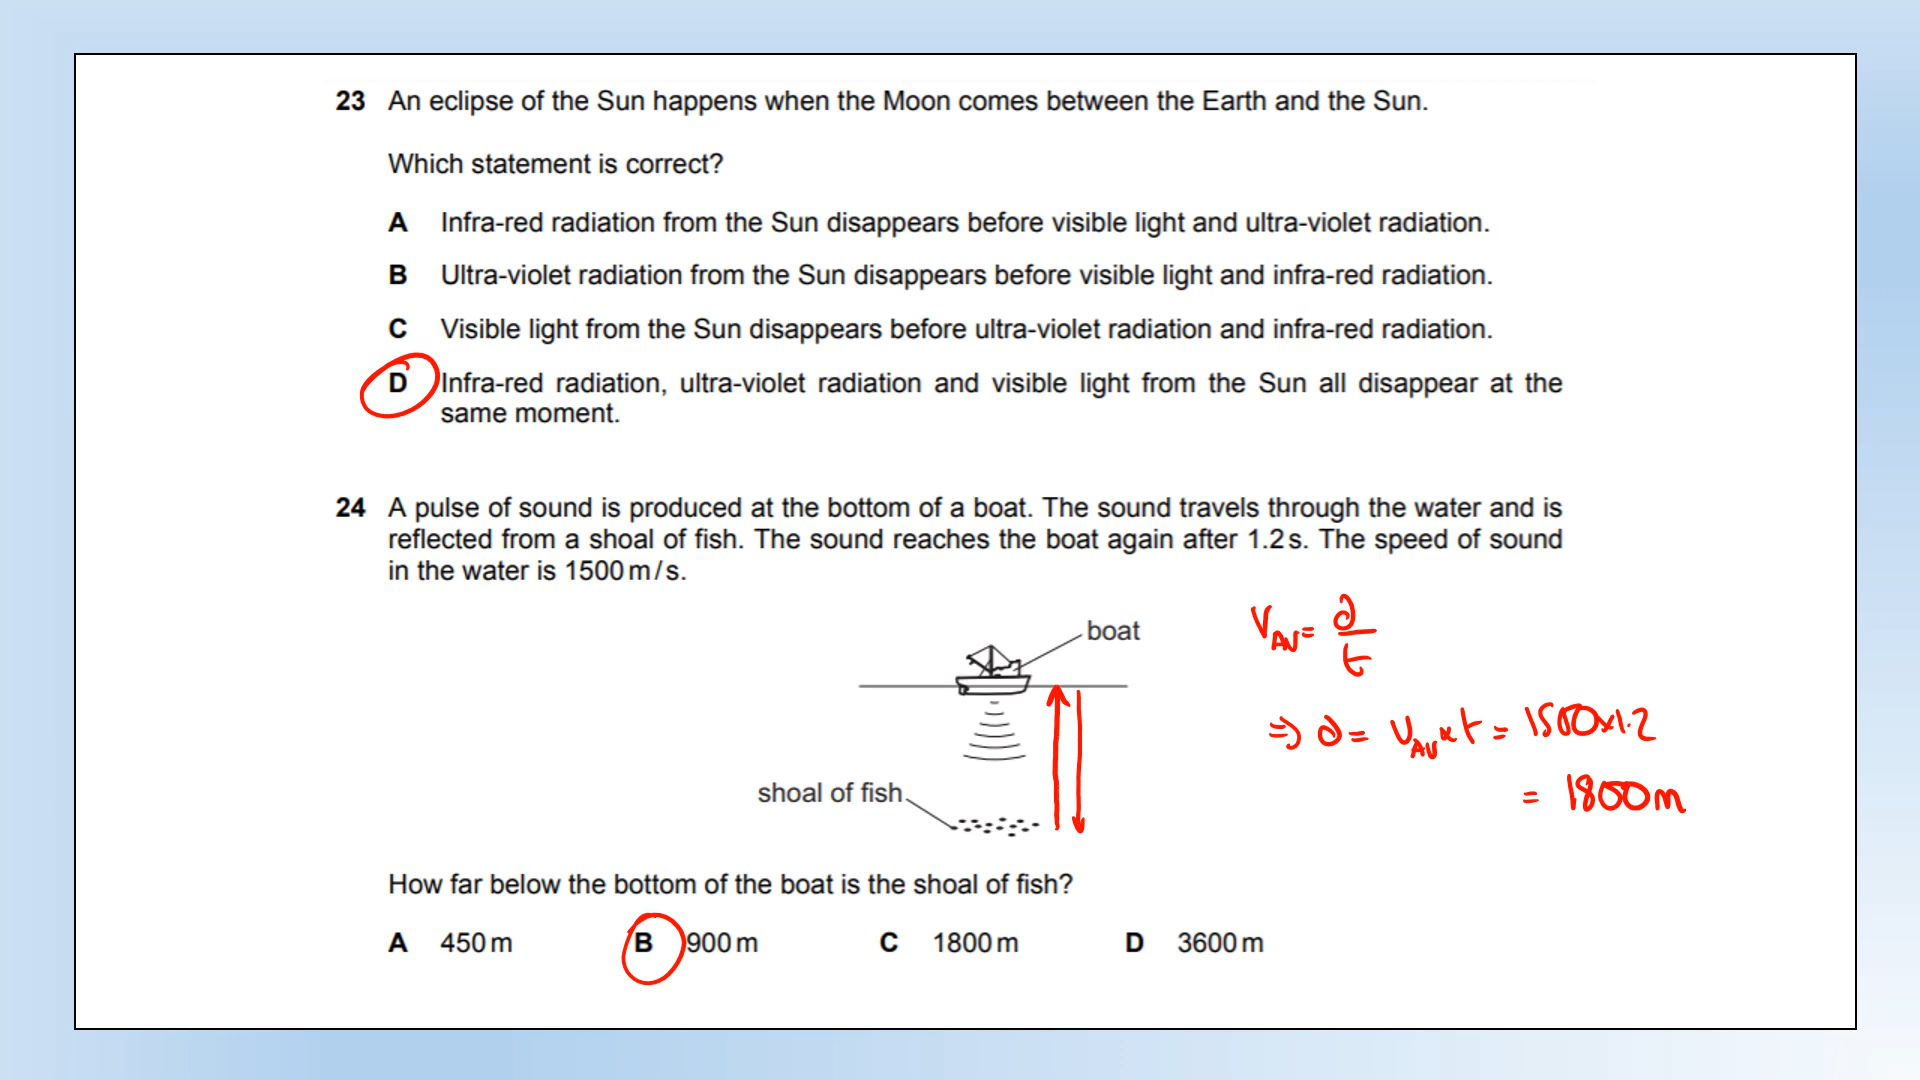 23 An eclipse of the Sun happens when the Moon comes between the Earth and the Sun.
Which statement is correct?
A Infra-red radiation from the Sun disappears before visible light and ultra-violet radiation.
B Ultra-violet radiation from the Sun disappears before visible light and infra-red radiation.
C Visible light from the Sun disappears before ultra-violet radiation and infra-red radiation.
D Infra-red radiation, ultra-violet radiation and visible light from the Sun all disappear at the
same moment.
24 A pulse of sound is produced at the bottom of a boat. The sound travels through the water and is
reflected from a shoal of fish. The sound reaches the boat again after 1.2 s. The speed of sound
in the water is 1500 m / s.
boat
shoal of fish
V_AV = ∂/t
⇒ ∂ = V_AV × t = 1500 × 1.2
= 1800m
How far below the bottom of the boat is the shoal of fish?
A 450 m B 900 m C 1800 m D 3600 m